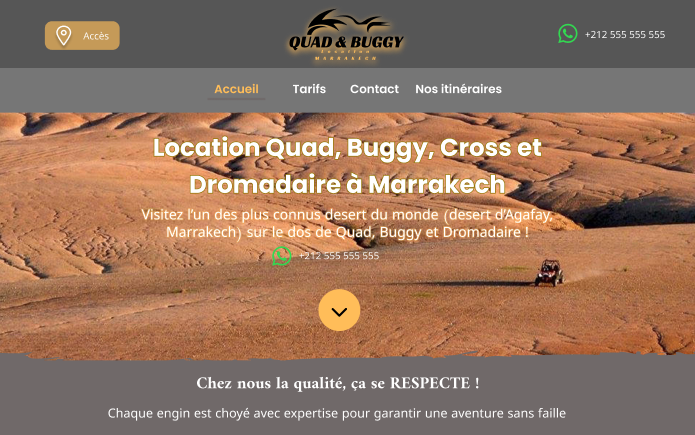 Accès
QUAD & BUGGY
Location
MARRAKECH
+212 555 555 555
Accueil
Tarifs
Contact
Nos itinéraires
Location Quad, Buggy, Cross et
Dromadaire à Marrakech
Visitez l’un des plus connus desert du monde (desert d’Agafay,
Marrakech) sur le dos de Quad, Buggy et Dromadaire !
+212 555 555 555
Chez nous la qualité, ça se RESPECTE !
Chaque engin est choyé avec expertise pour garantir une aventure sans faille